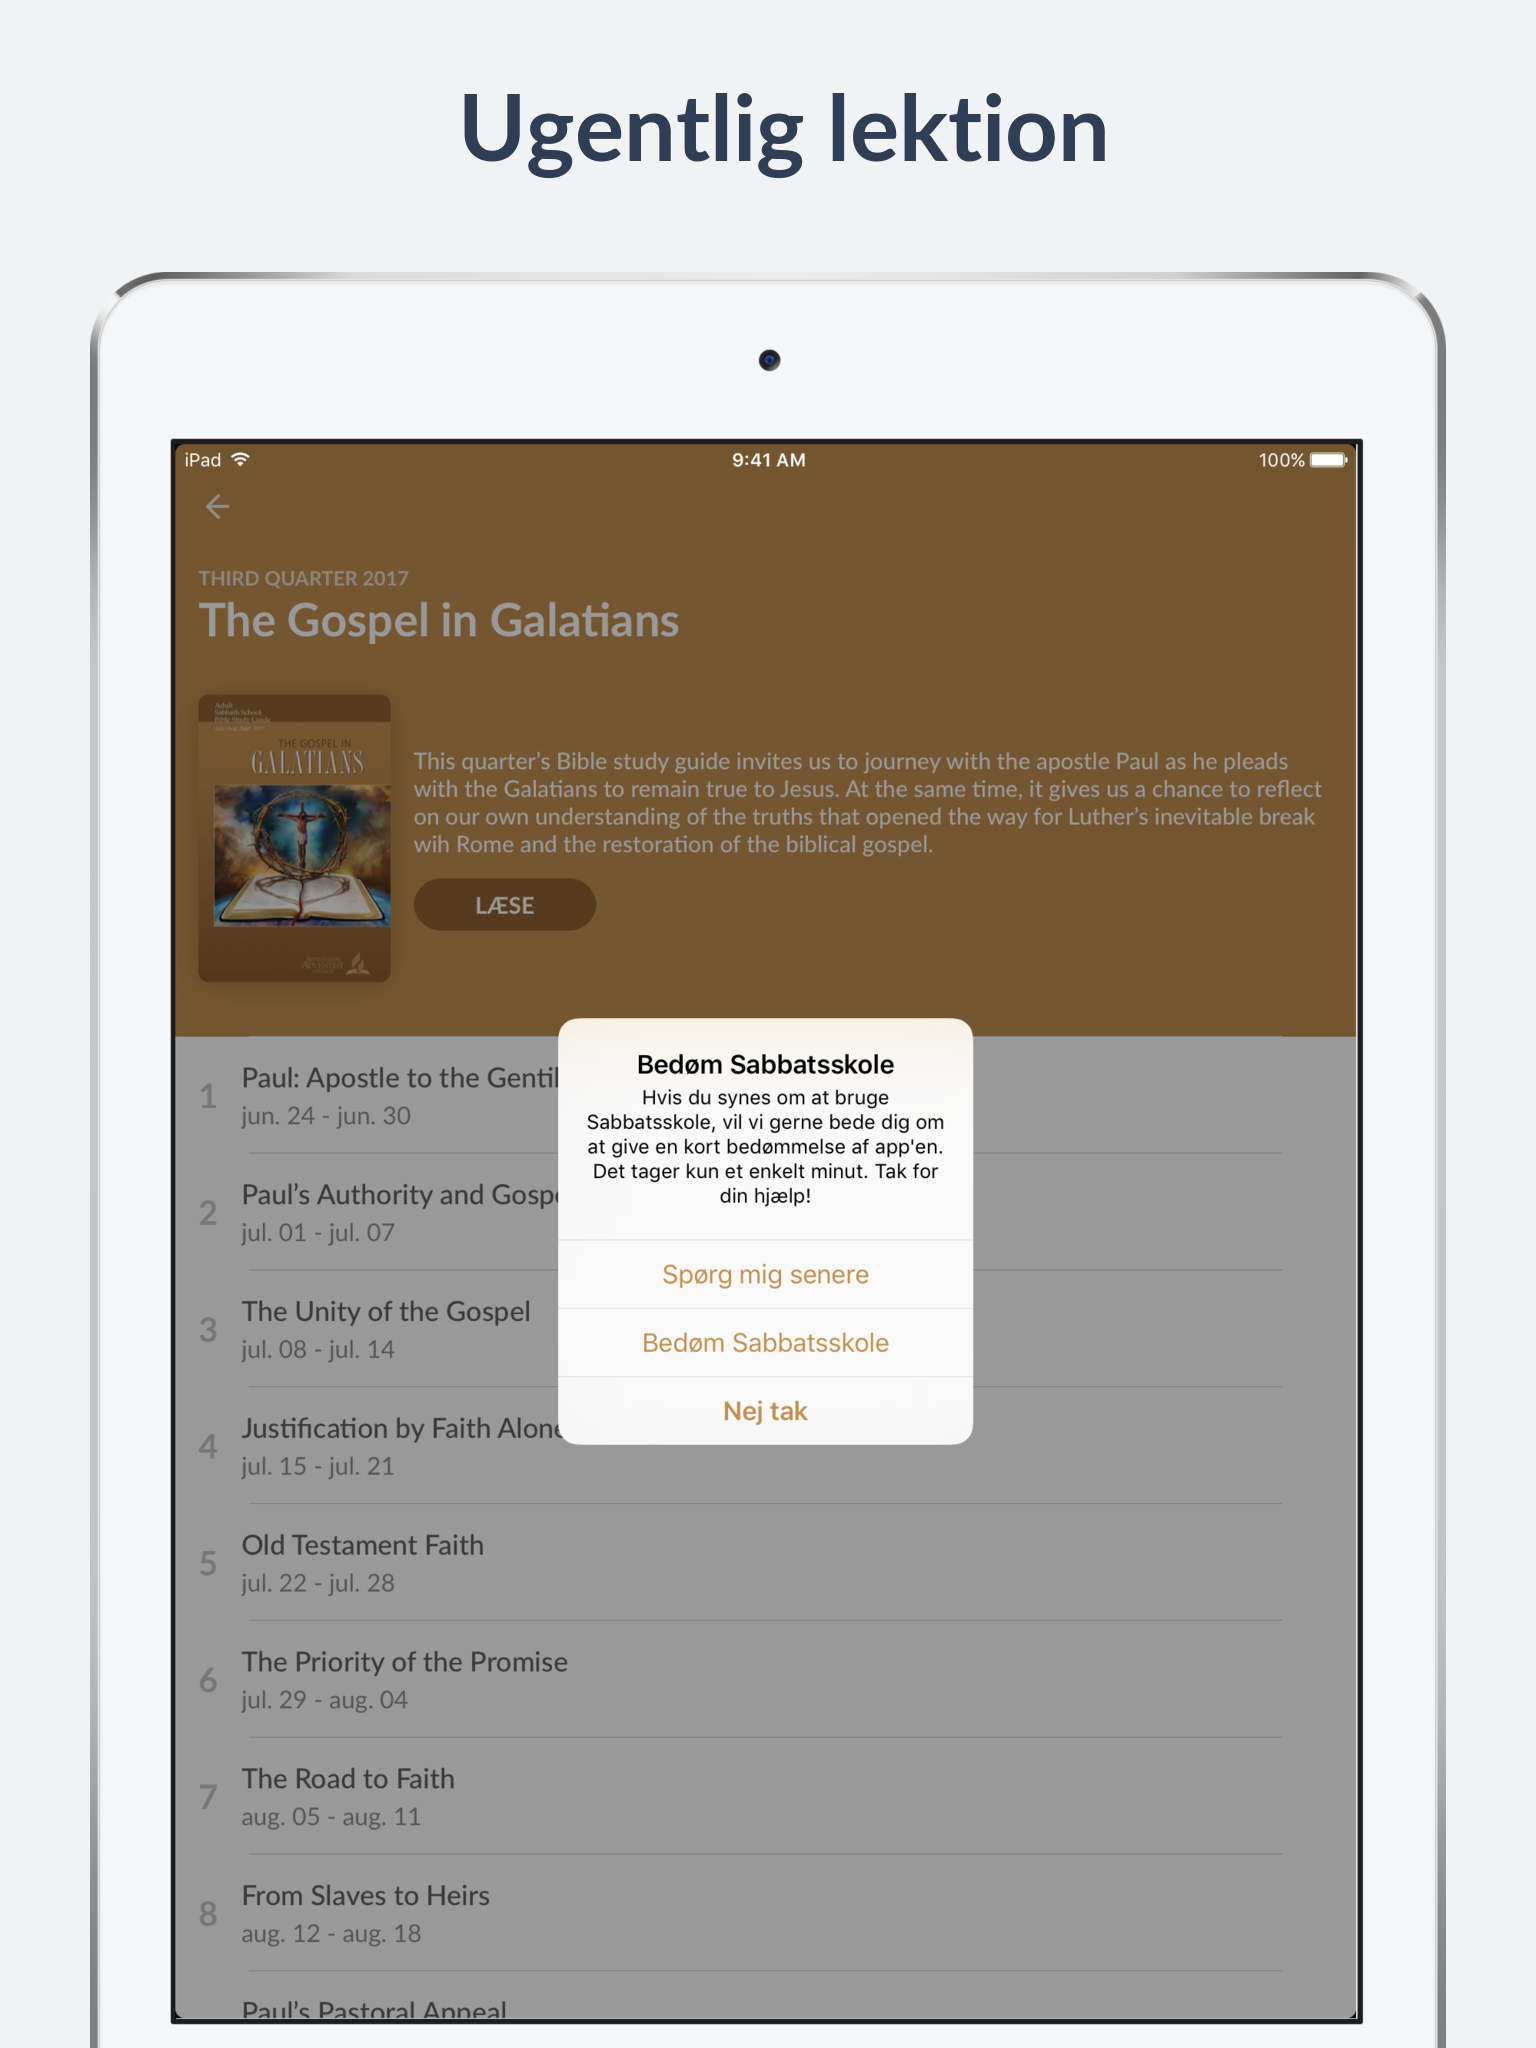 Ugentlig lektion
iPad
9:41 AM
100%
THIRD QUARTER 2017
The Gospel in Galatians
Adult
Sabbath School
Bible Study Guide
THE GOSPEL IN
GALATIANS
ADVENTIST
This quarter's Bible study guide invites us to journey with the apostle Paul as he pleads
with the Galatians to remain true to Jesus. At the same time, it gives us a chance to reflect
on our own understanding of the truths that opened the way for Luther's inevitable break
wih Rome and the restoration of the biblical gospel.
LÆSE
1
Paul: Apostle to the
jun. 24 - jun. 30
2
Paul's Authority and
jul. 01 - jul. 07
3
The Unity of the Gospel
jul. 08 - jul. 14
4
Justification by Faith Alone
jul. 15 - jul. 21
5
Old Testament Faith
jul. 22 - jul. 28
6
The Priority of the Promise
jul. 29 - aug. 04
7
The Road to Faith
aug. 05 - aug. 11
8
From Slaves to Heirs
aug. 12 - aug. 18
Paul's Pastoral Appeal
Bedøm Sabbatsskole
Hvis du synes om at bruge
Sabbatsskole, vil vi gerne bede dig om
at give en kort bedømmelse af app'en.
Det tager kun et enkelt minut. Tak for
din hjælp!
Spørg mig senere
Bedøm Sabbatsskole
Nej tak